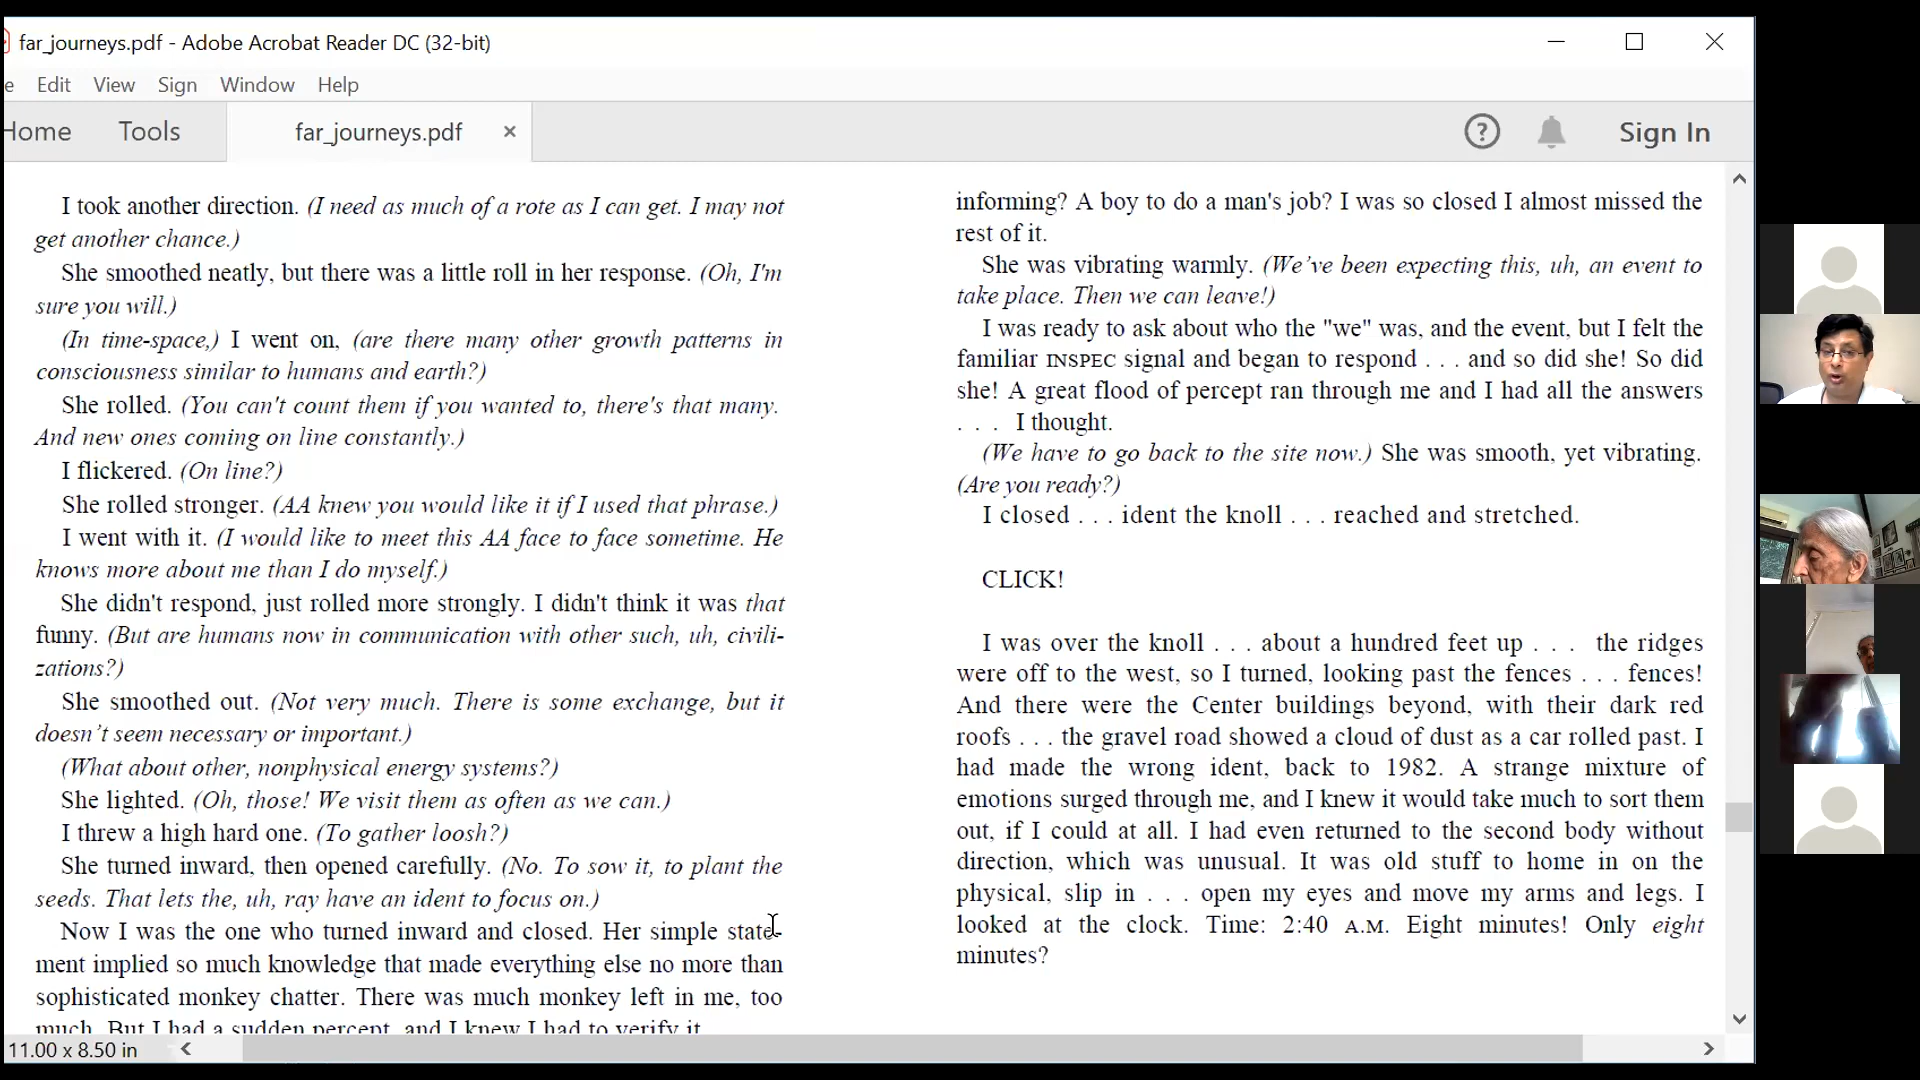 far_journeys.pdf - Adobe Acrobat Reader DC (32-bit)
e Edit View Sign Window Help
Home Tools far_journeys.pdf × ? Sign In
I took another direction. (I need as much of a rote as I can get. I may not
get another chance.)
She smoothed neatly, but there was a little roll in her response. (Oh, I'm
sure you will.)
(In time-space,) I went on, (are there many other growth patterns in
consciousness similar to humans and earth?)
She rolled. (You can't count them if you wanted to, there's that many.
And new ones coming on line constantly.)
I flickered. (On line?)
She rolled stronger. (AA knew you would like it if I used that phrase.)
I went with it. (I would like to meet this AA face to face sometime. He
knows more about me than I do myself.)
She didn't respond, just rolled more strongly. I didn't think it was that
funny. (But are humans now in communication with other such, uh, civili-
zations?)
She smoothed out. (Not very much. There is some exchange, but it
doesn't seem necessary or important.)
(What about other, nonphysical energy systems?)
She lighted. (Oh, those! We visit them as often as we can.)
I threw a high hard one. (To gather loosh?)
She turned inward, then opened carefully. (No. To sow it, to plant the
seeds. That lets the, uh, ray have an ident to focus on.)
Now I was the one who turned inward and closed. Her simple state-
ment implied so much knowledge that made everything else no more than
sophisticated monkey chatter. There was much monkey left in me, too
much. But I had a sudden percept, and I knew I had to verify it.
informing? A boy to do a man's job? I was so closed I almost missed the
rest of it.
She was vibrating warmly. (We've been expecting this, uh, an event to
take place. Then we can leave!)
I was ready to ask about who the "we" was, and the event, but I felt the
familiar INSPEC signal and began to respond . . . and so did she! So did
she! A great flood of percept ran through me and I had all the answers
. . . I thought.
(We have to go back to the site now.) She was smooth, yet vibrating.
(Are you ready?)
I closed . . . ident the knoll . . . reached and stretched.
CLICK!
I was over the knoll . . . about a hundred feet up . . . the ridges
were off to the west, so I turned, looking past the fences . . . fences!
And there were the Center buildings beyond, with their dark red
roofs . . . the gravel road showed a cloud of dust as a car rolled past. I
had made the wrong ident, back to 1982. A strange mixture of
emotions surged through me, and I knew it would take much to sort them
out, if I could at all. I had even returned to the second body without
direction, which was unusual. It was old stuff to home in on the
physical, slip in . . . open my eyes and move my arms and legs. I
looked at the clock. Time: 2:40 A.M. Eight minutes! Only eight
minutes?
11.00 x 8.50 in